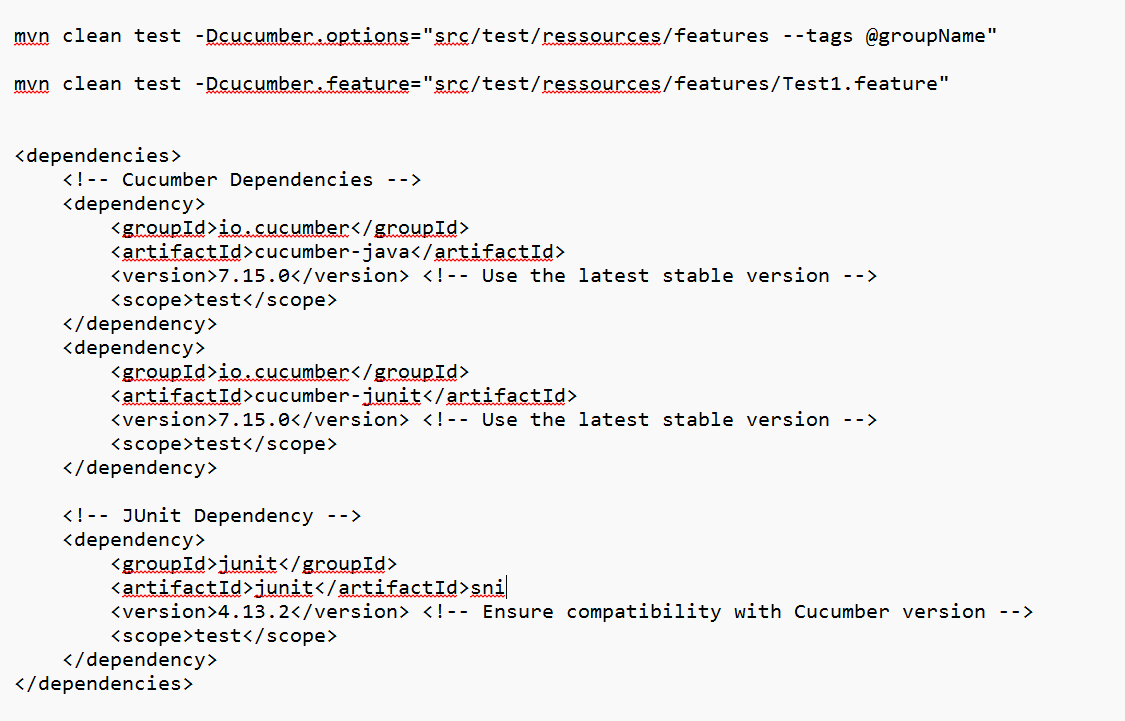 mvn clean test -Dcucumber.options="src/test/ressources/features --tags @groupName"
mvn clean test -Dcucumber.feature="src/test/ressources/features/Test1.feature"
<dependencies>
    <!-- Cucumber Dependencies -->
    <dependency>
        <groupId>io.cucumber</groupId>
        <artifactId>cucumber-java</artifactId>
        <version>7.15.0</version> <!-- Use the latest stable version -->
        <scope>test</scope>
    </dependency>
    <dependency>
        <groupId>io.cucumber</groupId>
        <artifactId>cucumber-junit</artifactId>
        <version>7.15.0</version> <!-- Use the latest stable version -->
        <scope>test</scope>
    </dependency>
    <!-- JUnit Dependency -->
    <dependency>
        <groupId>junit</groupId>
        <artifactId>junit</artifactId>sni
        <version>4.13.2</version> <!-- Ensure compatibility with Cucumber version -->
        <scope>test</scope>
    </dependency>
</dependencies>